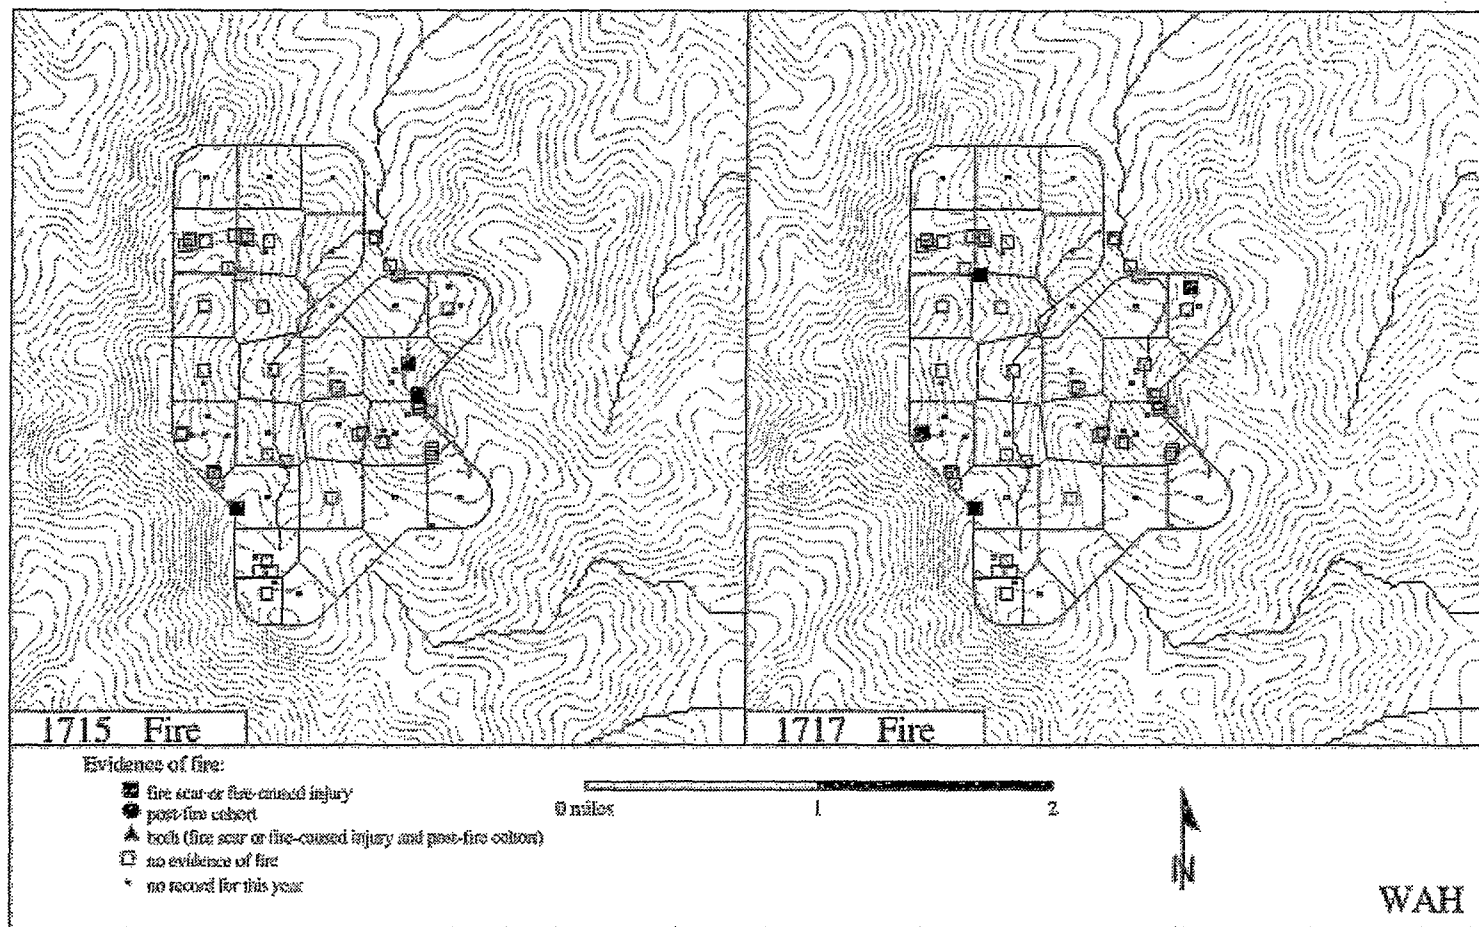 1715 Fire
1717 Fire
Evidence of fire:
fire scar or fire-caused injury
post-fire cohort
both (fire scar or fire-caused injury and post-fire cohort)
no evidence of fire
no record for this year
0 miles 1 2
N
WAH